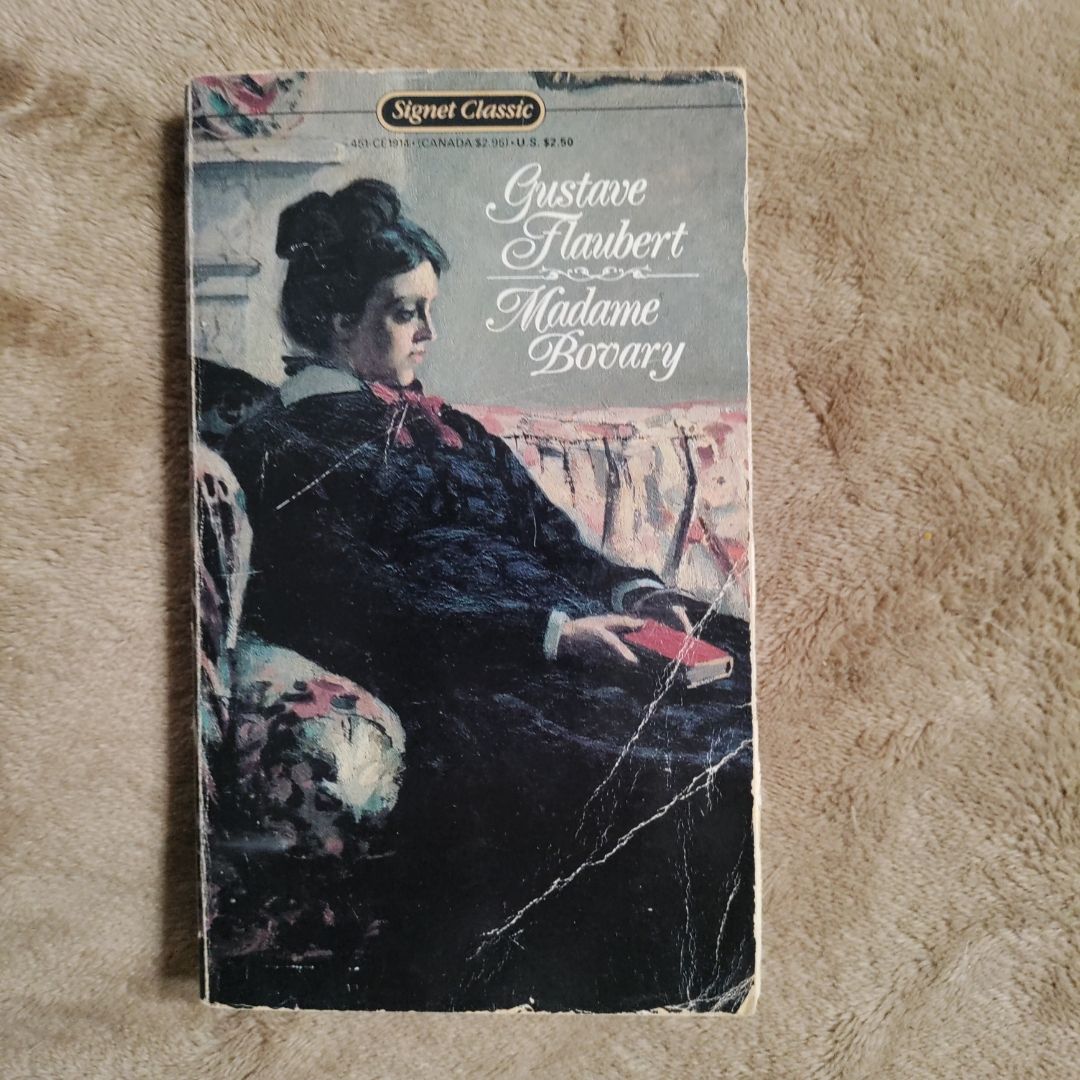 Signet Classic
451-CE1914 • (CANADA $2.95) • U.S. $2.50
Gustave
Flaubert
Madame
Bovary